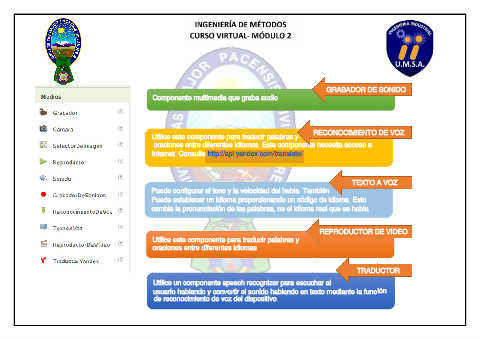 INGENIERÍA DE MÉTODOS
CURSO VIRTUAL- MÓDULO 2
INGENIERIA INDUSTRIAL
U.M.S.A.
Medios
Grabador
Cámara
SelectorDeImagen
Reproductor
Sonido
GrabadorDeSonidos
ReconocimientoDeVoz
TextoAVoz
ReproductorDeVideo
Traductor Yandex
GRABADOR DE SONIDO
Componente multimedia que graba audio
RECONOCIMIENTO DE VOZ
Utilice este componente para traducir palabras y
oraciones entre diferentes idiomas. Este componente necesita acceso a
Internet. Consulte http://api.yandex.com/translate/
TEXTO A VOZ
Puede configurar el tono y la velocidad del habla. También
Puede establecer un idioma proporcionando un código de idioma. Esto
cambia la pronunciación de las palabras, no el idioma real que se habla.
REPRODUCTOR DE VIDEO
Utilice este componente para traducir palabras y
oraciones entre diferentes idiomas
TRADUCTOR
Utilice un componente speech recognizer para escuchar al
usuario hablando y convertir el sonido hablando en texto mediante la función
de reconocimiento de voz del dispositivo